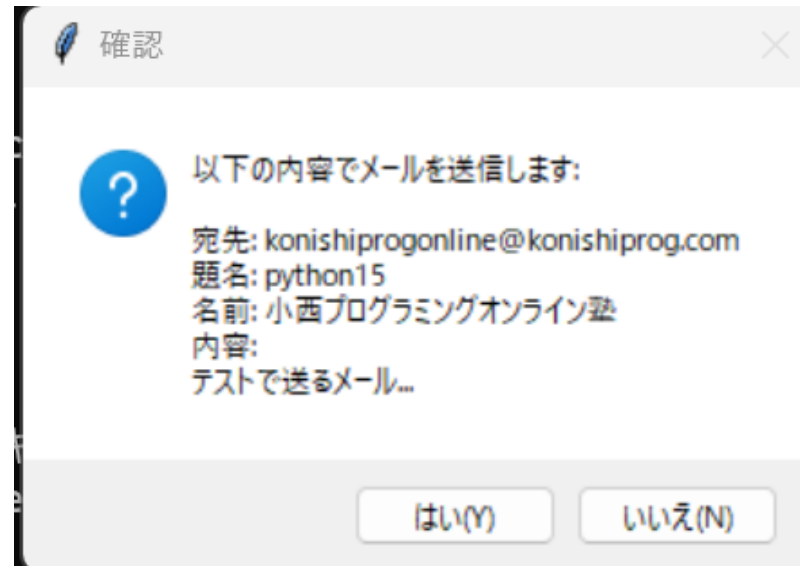 確認
以下の内容でメールを送信します:
宛先: konishiprogonline@konishiprog.com
題名: python15
名前: 小西プログラミングオンライン塾
内容:
テストで送るメール...
はい(Y)
いいえ(N)